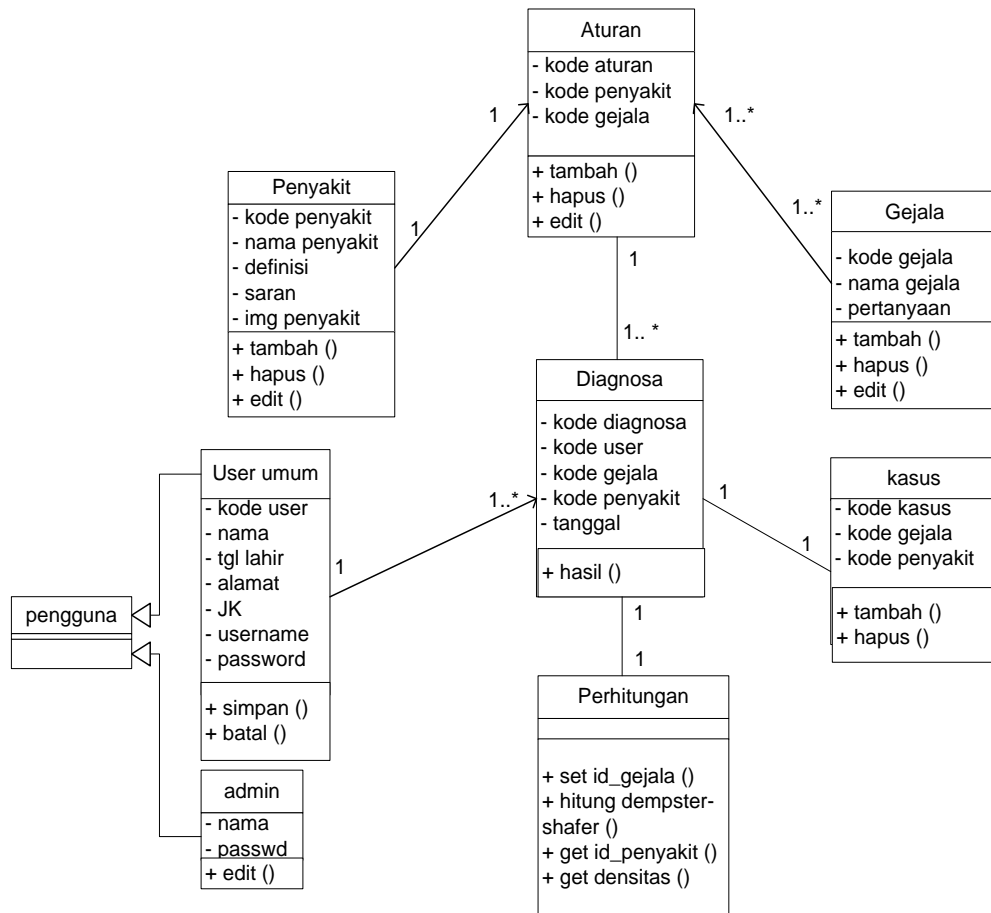 Aturan
- kode aturan
- kode penyakit
- kode gejala
+ tambah ()
+ hapus ()
+ edit ()
1
1
1..*
1..*
Penyakit
- kode penyakit
- nama penyakit
- definisi
- saran
- img penyakit
+ tambah ()
+ hapus ()
+ edit ()
Gejala
- kode gejala
- nama gejala
- pertanyaan
+ tambah ()
+ hapus ()
+ edit ()
1
1.. *
Diagnosa
- kode diagnosa
- kode user
- kode gejala
- kode penyakit
- tanggal
+ hasil ()
User umum
- kode user
- nama
- tgl lahir
- alamat
- JK
- username
- password
+ simpan ()
+ batal ()
1..*
1
1
1
kasus
- kode kasus
- kode gejala
- kode penyakit
+ tambah ()
+ hapus ()
pengguna
1
1
Perhitungan
+ set id_gejala ()
+ hitung dempster-
shafer ()
+ get id_penyakit ()
+ get densitas ()
admin
- nama
- passwd
+ edit ()